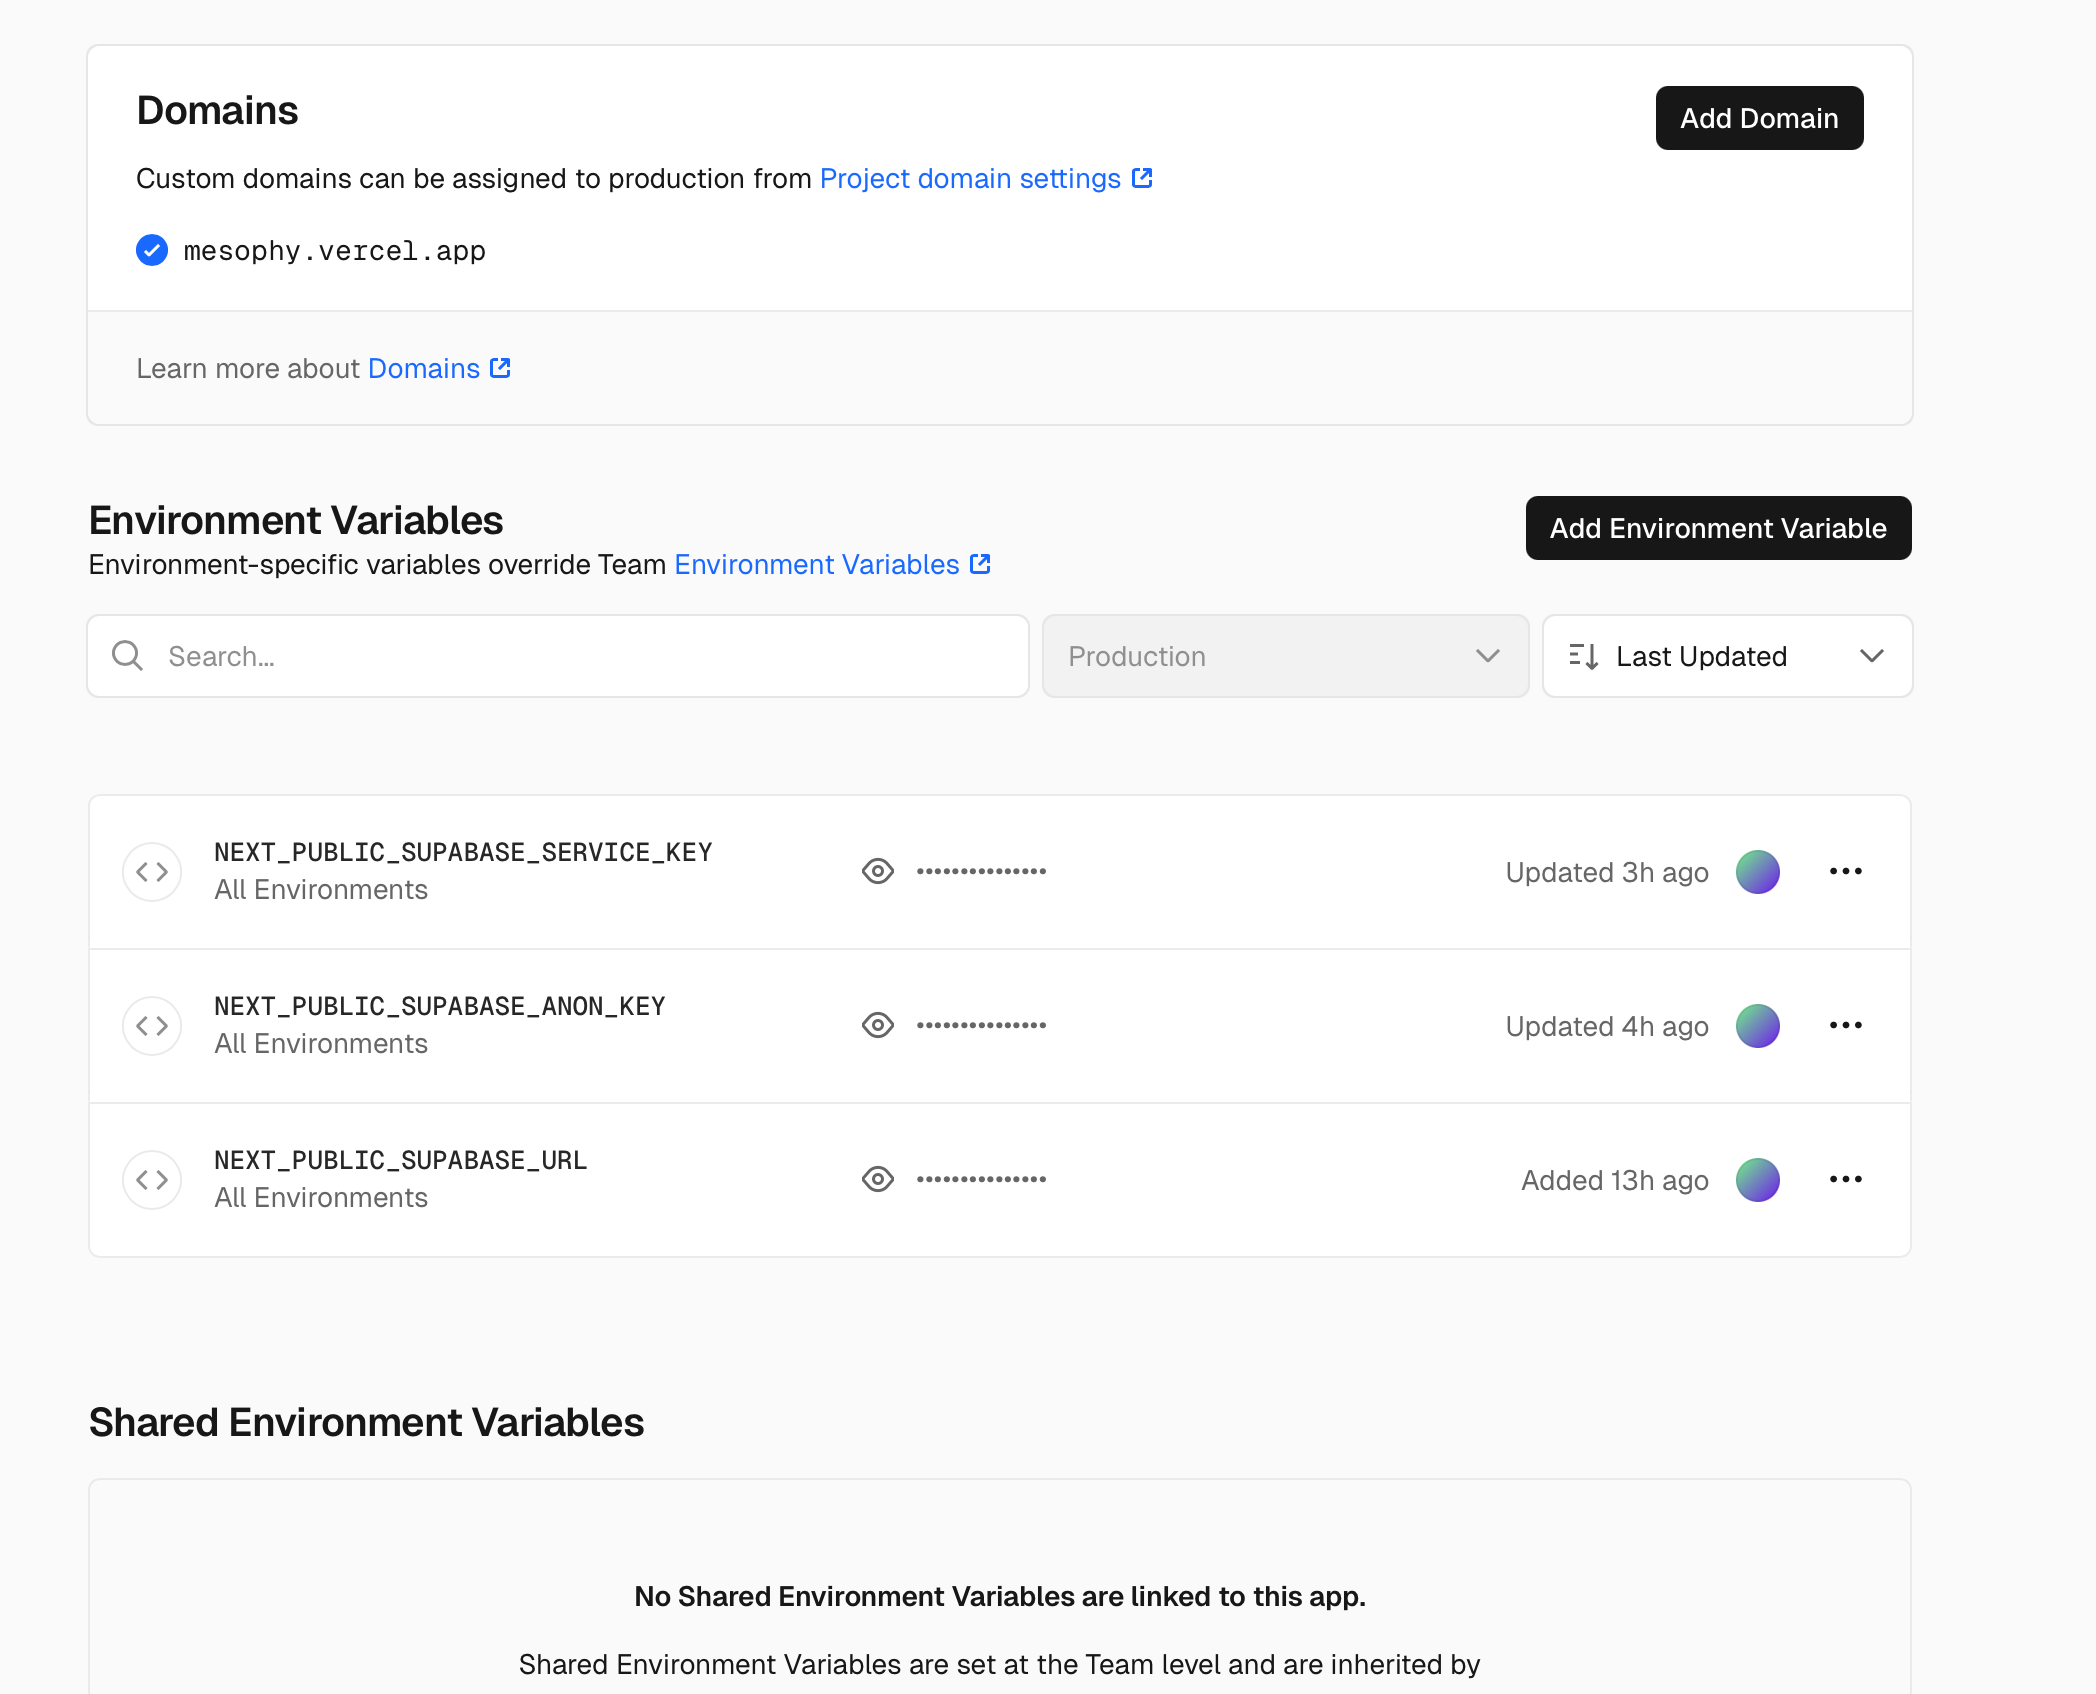 Domains
Add Domain
Custom domains can be assigned to production from Project domain settings
mesophy.vercel.app
Learn more about Domains
Environment Variables
Add Environment Variable
Environment-specific variables override Team Environment Variables
Search...
Production
Last Updated
NEXT_PUBLIC_SUPABASE_SERVICE_KEY
All Environments
•••••••••••••••
Updated 3h ago
NEXT_PUBLIC_SUPABASE_ANON_KEY
All Environments
•••••••••••••••
Updated 4h ago
NEXT_PUBLIC_SUPABASE_URL
All Environments
•••••••••••••••
Added 13h ago
Shared Environment Variables
No Shared Environment Variables are linked to this app.
Shared Environment Variables are set at the Team level and are inherited by